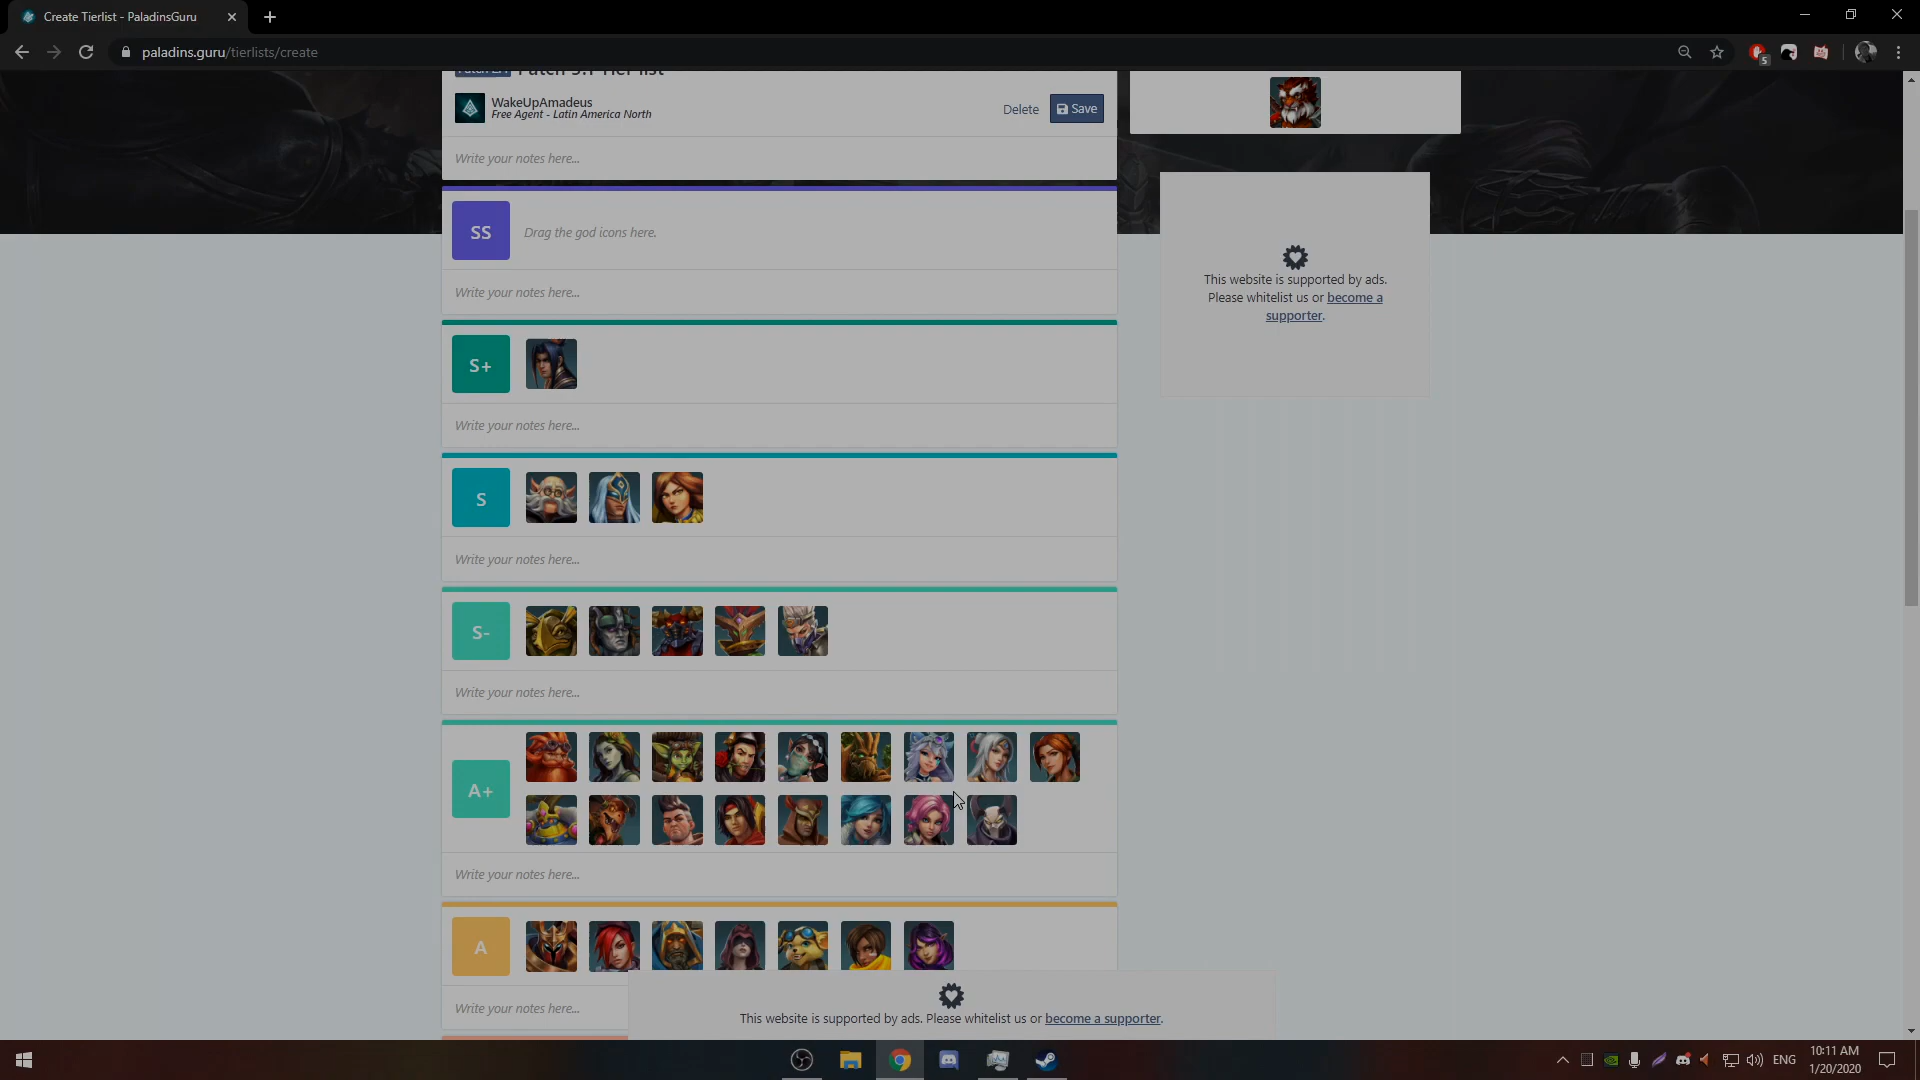 Create Tierlist - PaladinsGuru
paladins.guru/tierlists/create
5
WakeUpAmadeus
Free Agent - Latin America North
Delete
Save
Write your notes here...
SS
Drag the god icons here.
Write your notes here...
This website is supported by ads.
Please whitelist us or become a
supporter.
S+
Write your notes here...
S
Write your notes here...
S-
Write your notes here...
A+
Write your notes here...
A
Write your notes here...
This website is supported by ads. Please whitelist us or become a supporter.
ENG
10:11 AM
1/20/2020